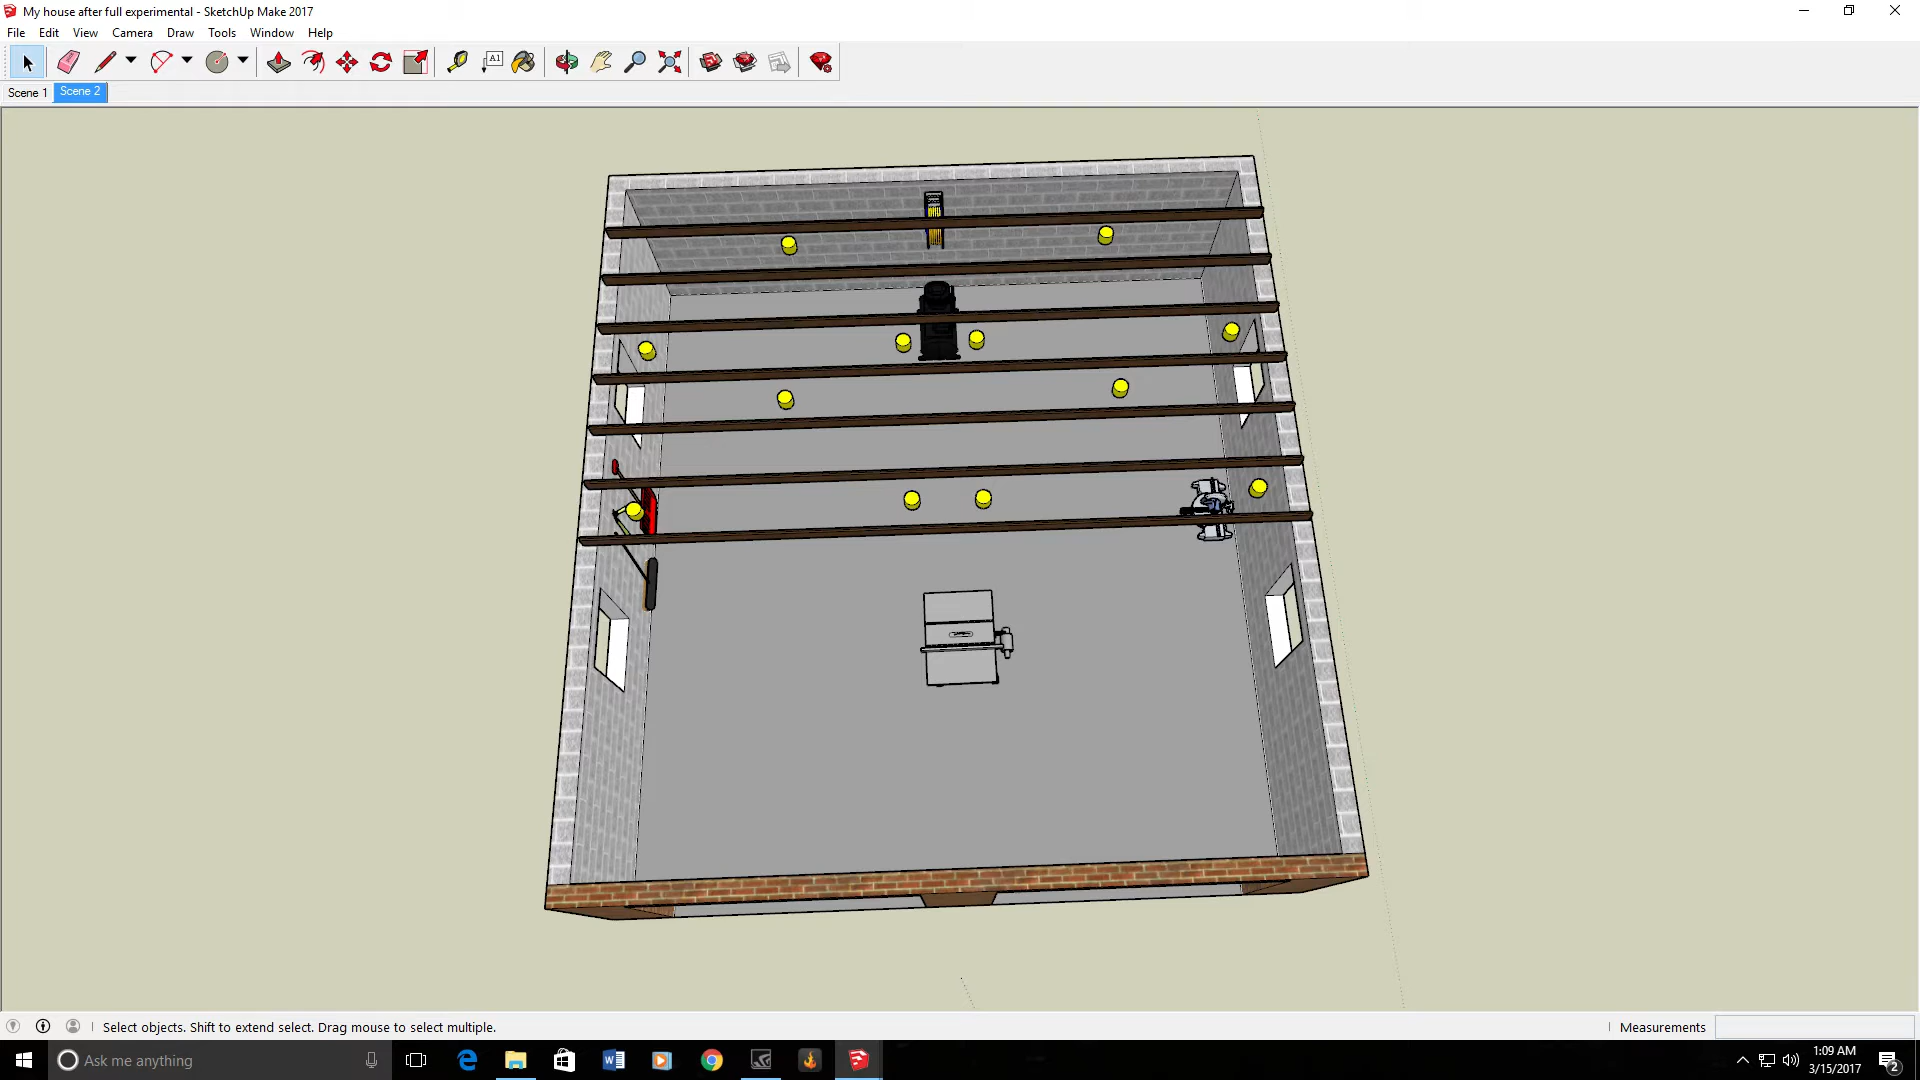 My house after full experimental - SketchUp Make 2017
File Edit View Camera Draw Tools Window Help
A1
Scene 1 Scene 2
Select objects. Shift to extend select. Drag mouse to select multiple.
Measurements
Ask me anything
1:09 AM
3/15/2017
2